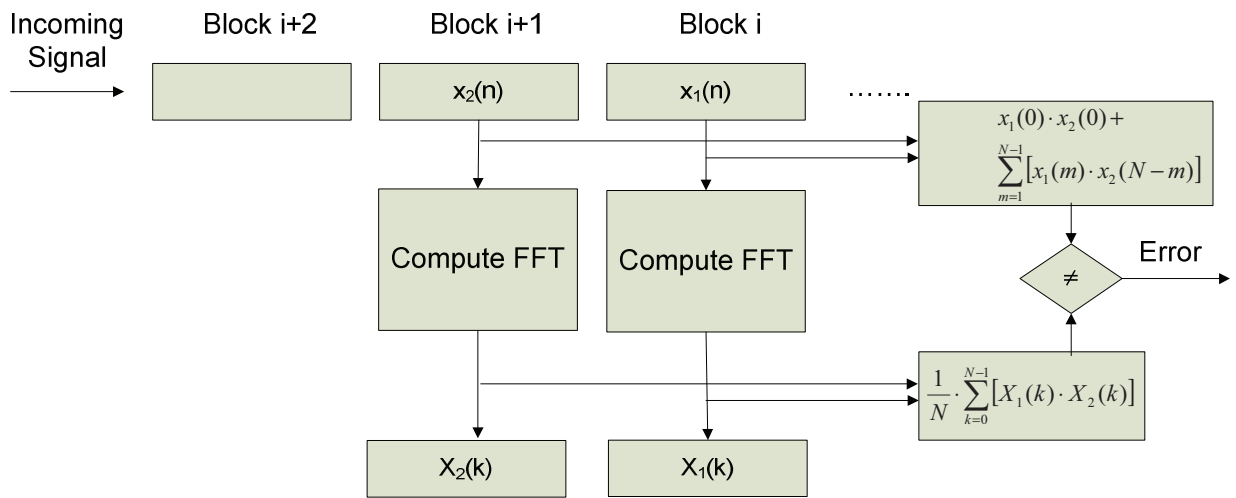 Incoming Signal
Block i+2
Block i+1
Block i
x₂(n)
x₁(n)
.......
x₁(0)·x₂(0)+
∑_{m=1}^{N−1}[x₁(m)·x₂(N−m)]
Compute FFT
Compute FFT
≠
Error
1/N·∑_{k=0}^{N−1}[X₁(k)·X₂(k)]
X₂(k)
X₁(k)